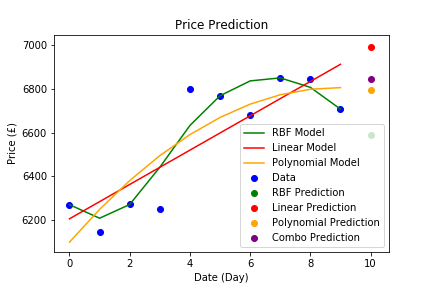 Price Prediction
7000
6800
6600
6400
6200
Price (£)
RBF Model
Linear Model
Polynomial Model
Data
RBF Prediction
Linear Prediction
Polynomial Prediction
Combo Prediction
0 2 4 6 8 10
Date (Day)